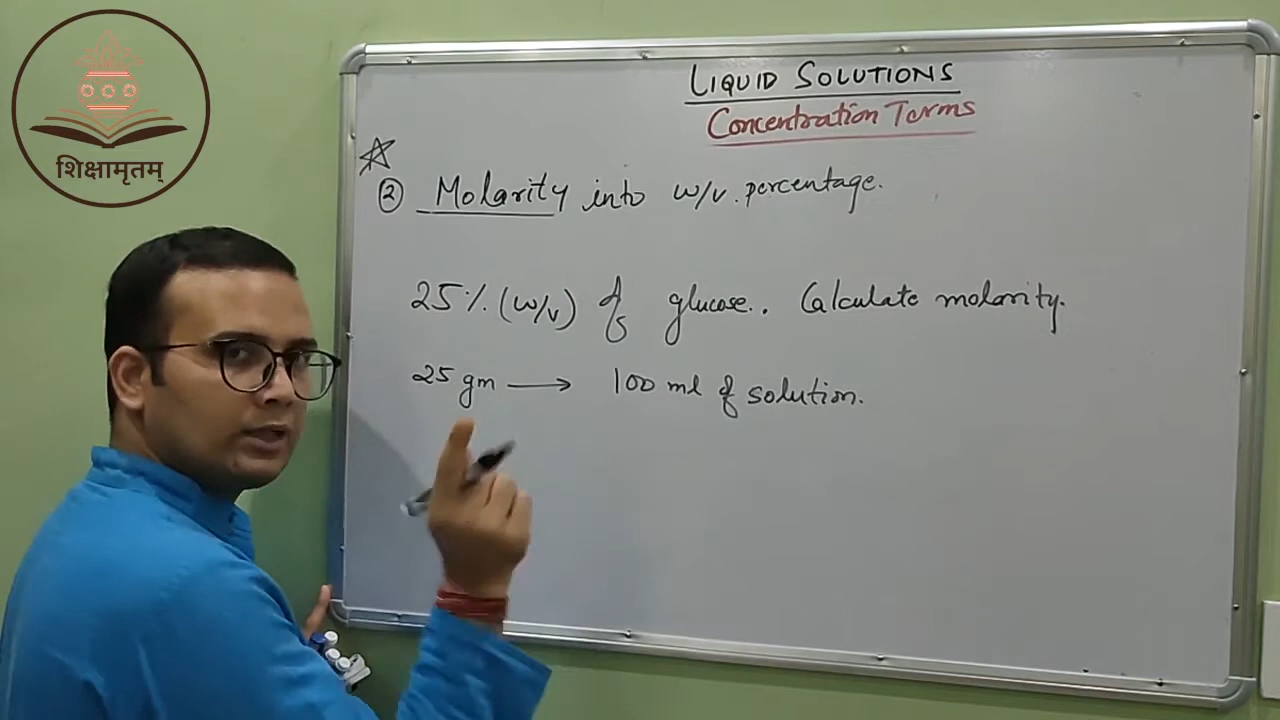 शिक्षामृतम्
LIQUID SOLUTIONS
Concentration Terms
② Molarity into w/v. percentage.
25%. (w/v) of glucose. Calculate molarity.
25 gm ⟶ 100 ml of solution.